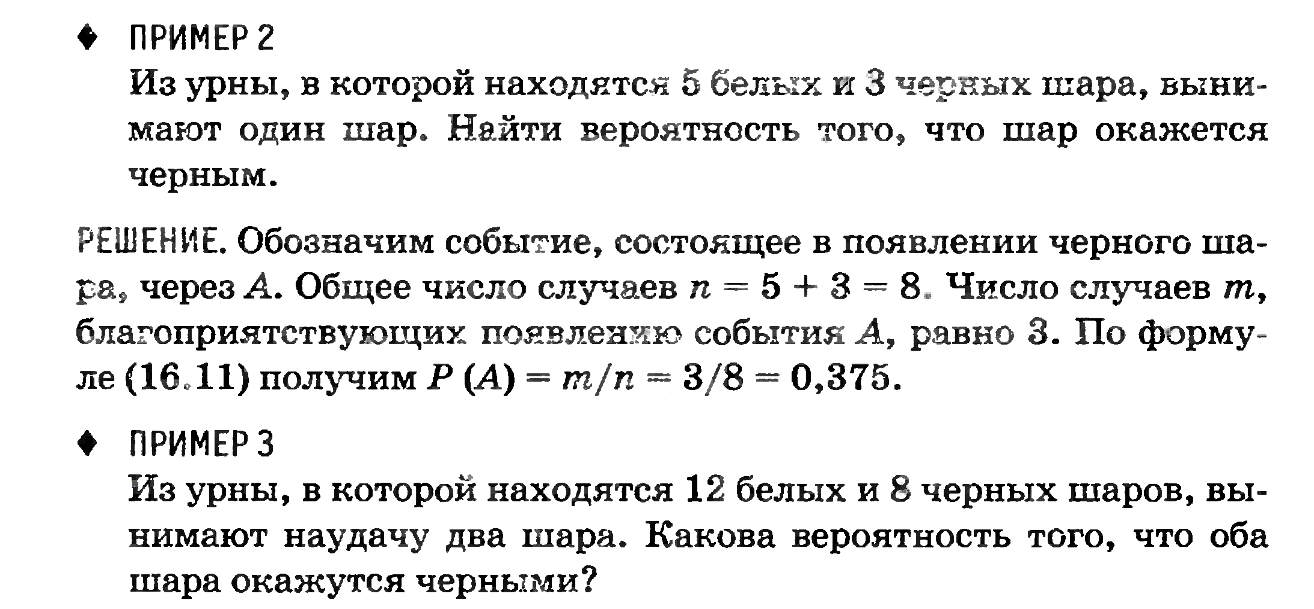 ♦ ПРИМЕР 2
Из урны, в которой находятся 5 белых и 3 черных шара, выни-
мают один шар. Найти вероятность того, что шар окажется
черным.
РЕШЕНИЕ. Обозначим событие, состоящее в появлении черного ша-
ра, через A. Общее число случаев n = 5 + 3 = 8. Число случаев m,
благоприятствующих появлению события A, равно 3. По форму-
ле (16.11) получим P (A) = m/n = 3/8 = 0,375.
♦ ПРИМЕР 3
Из урны, в которой находятся 12 белых и 8 черных шаров, вы-
нимают наудачу два шара. Какова вероятность того, что оба
шара окажутся черными?